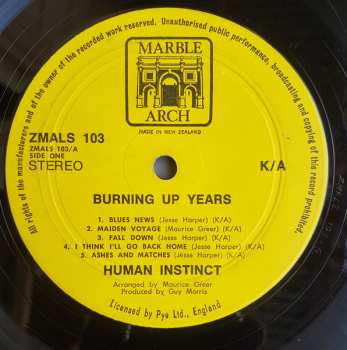 All rights of the manufacturers and of the owner of the recorded work reserved. Unauthorised public performance, broadcasting and copying of this record prohibited.
MARBLE
ARCH
MADE IN NEW ZEALAND
ZMALS 103
ZMALS 103/A
SIDE ONE
STEREO
K/A
BURNING UP YEARS
1. BLUES NEWS (Jesse Harper) (K/A)
2. MAIDEN VOYAGE (Maurice Greer) (K/A)
3. FALL DOWN (Jesse Harper) (K/A)
4. I THINK I'LL GO BACK HOME (Jesse Harper) (K/A)
5. ASHES AND MATCHES (Jesse Harper) (K/A)
HUMAN INSTINCT
Arranged by Maurice Greer
Produced by Guy Morris
Licensed by Pye Ltd., England